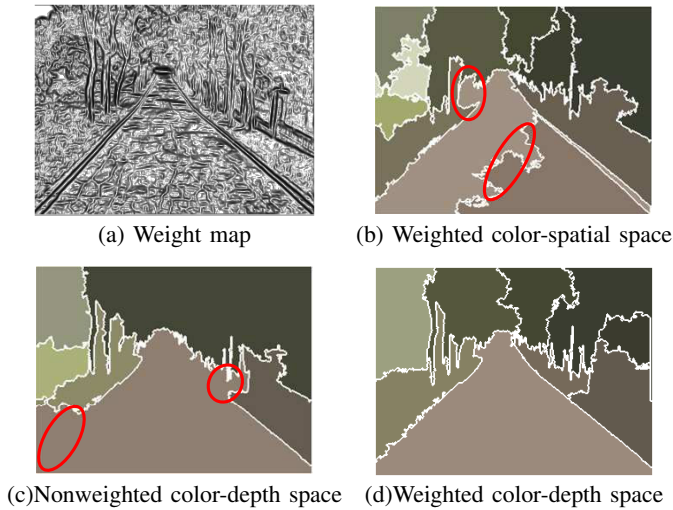 (a) Weight map
(b) Weighted color-spatial space
(c)Nonweighted color-depth space
(d)Weighted color-depth space